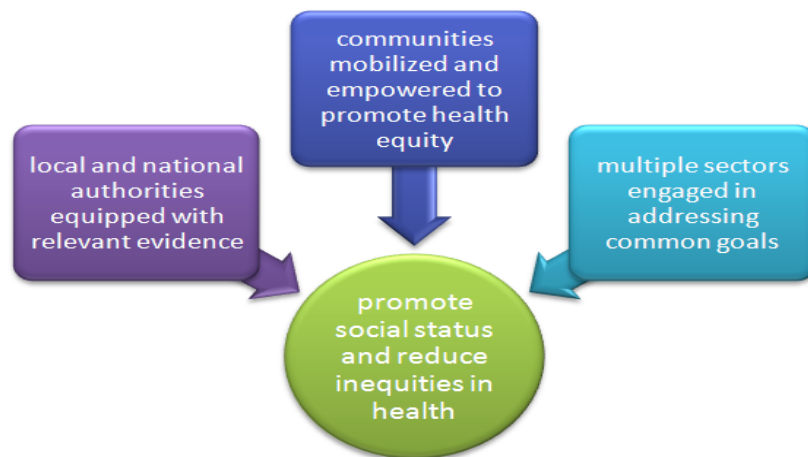 communities
mobilized and
empowered to
promote health
equity
local and national
authorities
equipped with
relevant evidence
multiple sectors
engaged in
addressing
common goals
promote
social status
and reduce
inequities in
health